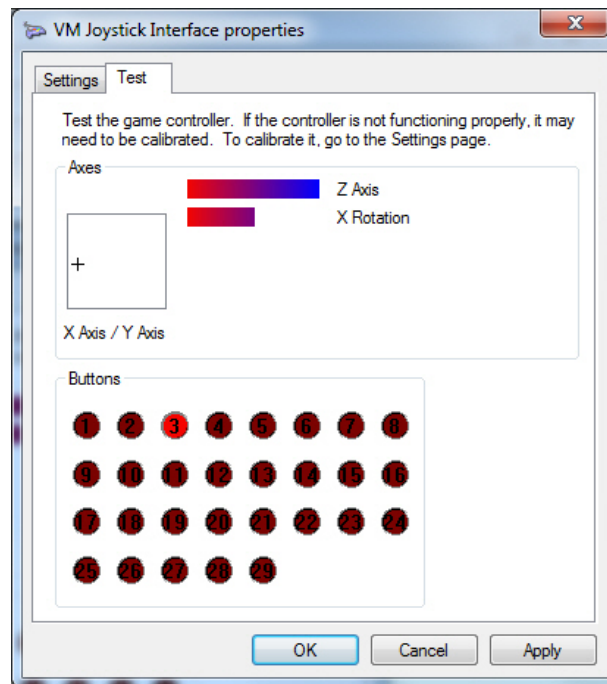 VM Joystick Interface properties
Settings Test
Test the game controller.  If the controller is not functioning properly, it may
need to be calibrated.  To calibrate it, go to the Settings page.
Axes
Z Axis
X Rotation
X Axis / Y Axis
Buttons
1 2 3 4 5 6 7 8
9 10 11 12 13 14 15 16
17 18 19 20 21 22 23 24
25 26 27 28 29
OK Cancel Apply